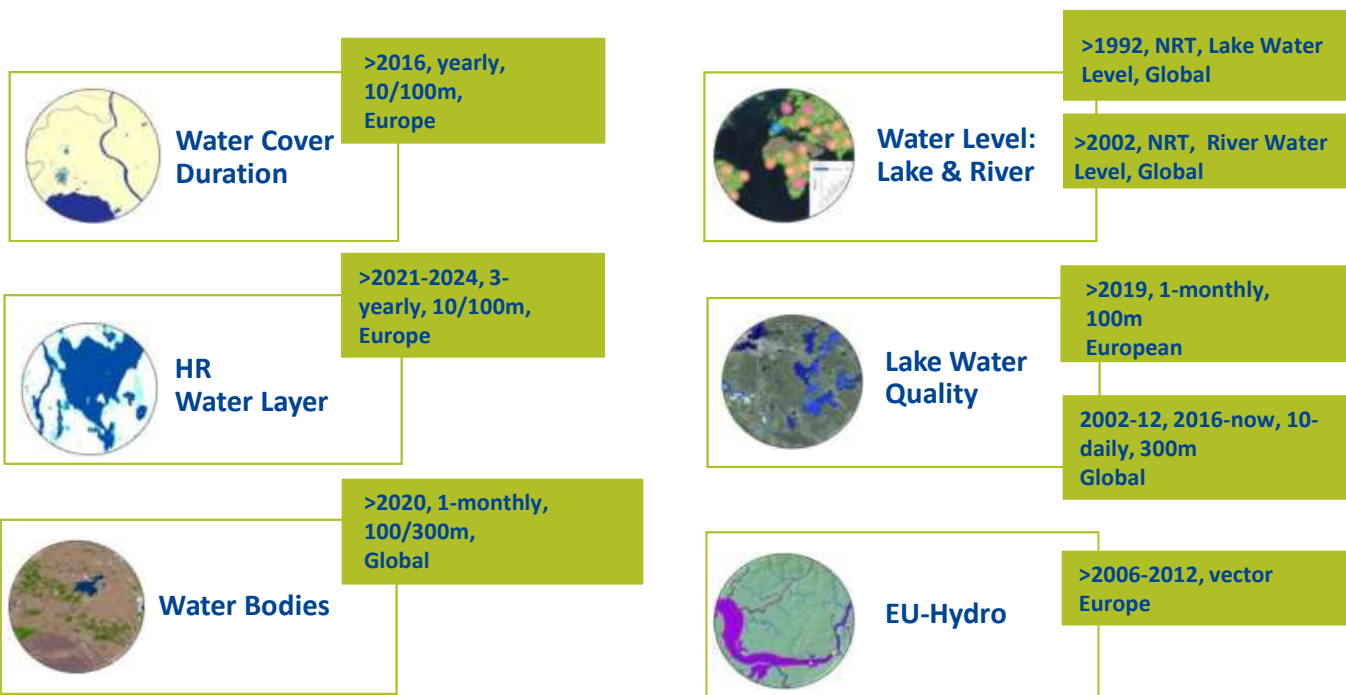 >2016, yearly,
10/100m,
Europe
Water Cover
Duration
>1992, NRT, Lake Water
Level, Global
>2002, NRT, River Water
Level, Global
Water Level:
Lake & River
>2021-2024, 3-
yearly, 10/100m,
Europe
HR
Water Layer
>2019, 1-monthly,
100m
European
Lake Water
Quality
2002-12, 2016-now, 10-
daily, 300m
Global
>2020, 1-monthly,
100/300m,
Global
Water Bodies
>2006-2012, vector
Europe
EU-Hydro